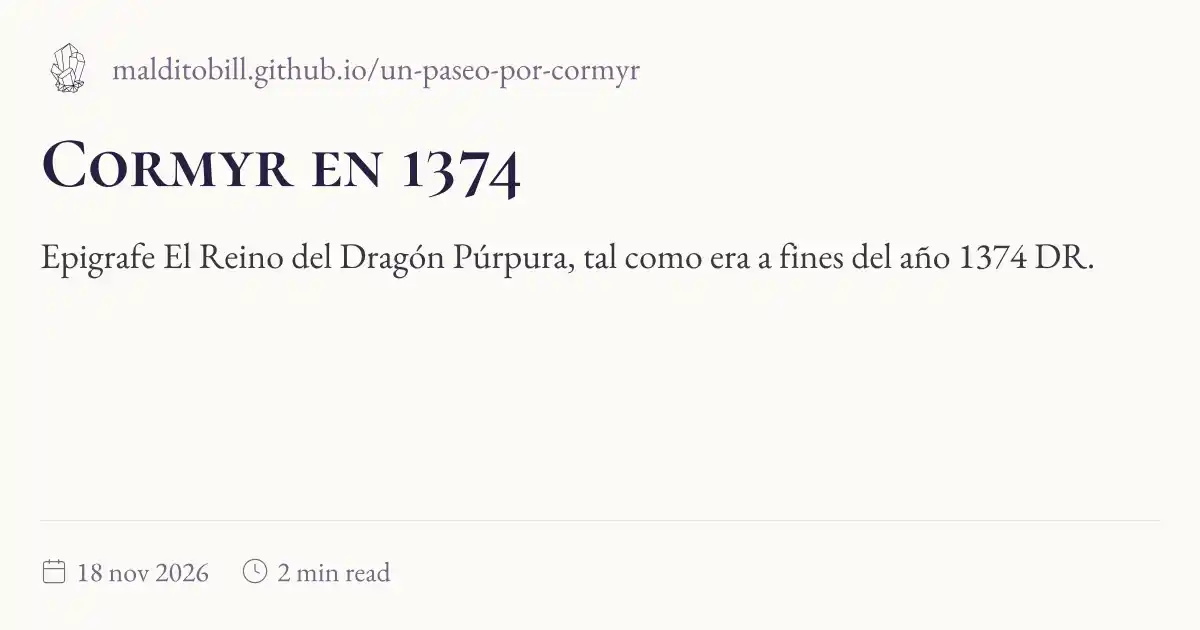 malditobill.github.io/un-paseo-por-cormyr
Cormyr en 1374
Epigrafe El Reino del Dragón Púrpura, tal como era a fines del año 1374 DR.
18 nov 2026 2 min read